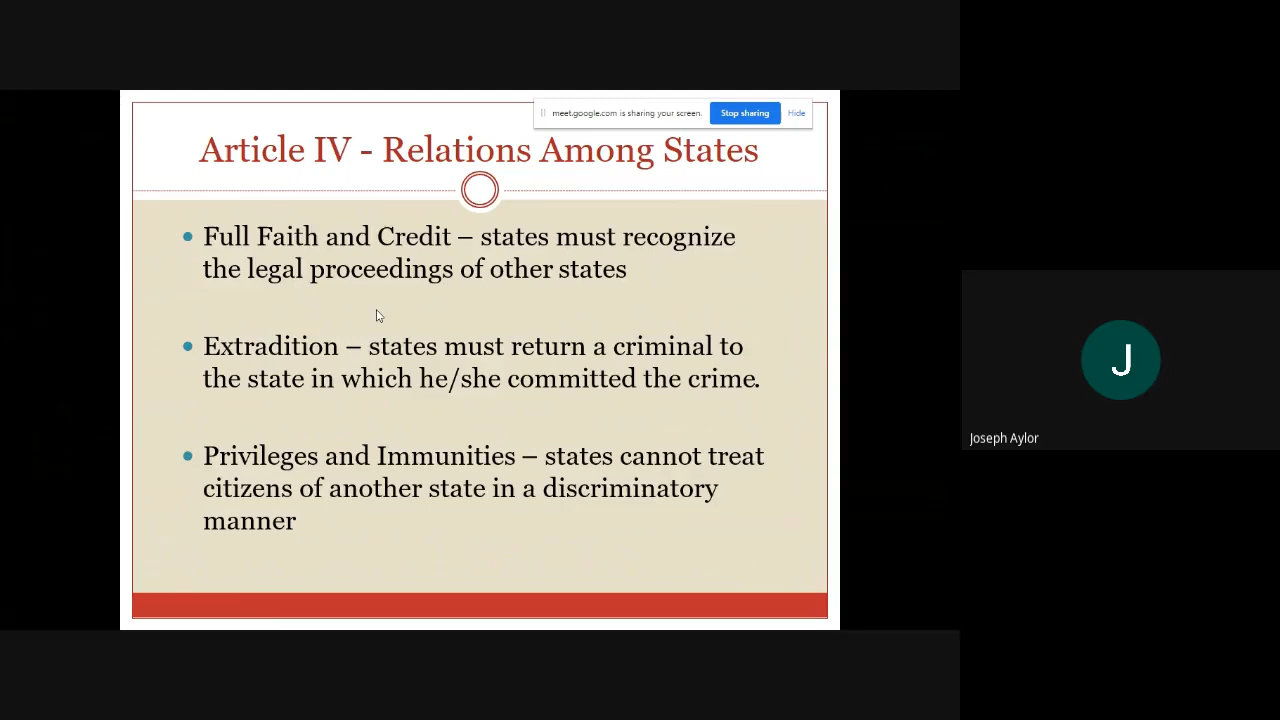 meet.google.com is sharing your screen. Stop sharing Hide
Article IV - Relations Among States
• Full Faith and Credit – states must recognize
the legal proceedings of other states
• Extradition – states must return a criminal to
the state in which he/she committed the crime.
• Privileges and Immunities – states cannot treat
citizens of another state in a discriminatory
manner
J
Joseph Aylor